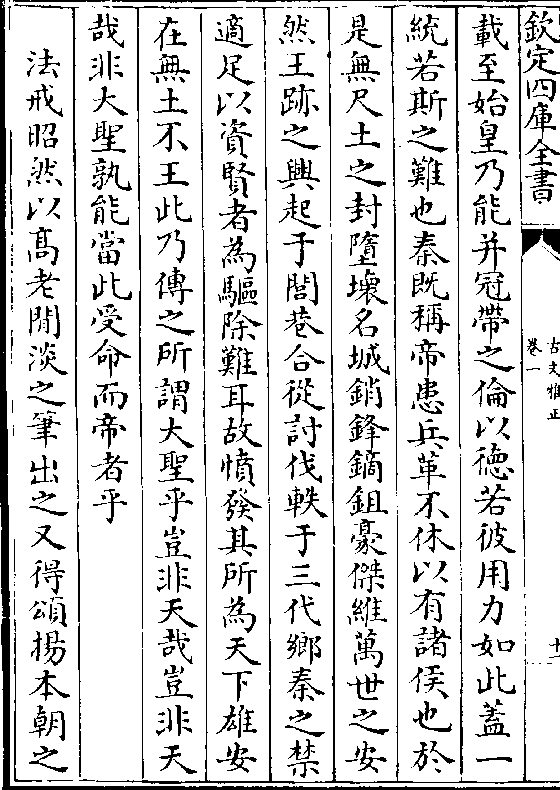 欽定四庫全書
古文雅正
卷一
十一
載至始皇乃能并冠帶之倫以德若彼用力如此蓋一
統若斯之難也秦既稱帝患兵革不休以有諸侯也於
是無尺土之封墮壊名城銷鋒鏑鉏豪傑維萬世之安
然王跡之興起于閭巷合從討伐軼于三代鄉秦之禁
適足以資賢者為驅除難耳故憤發其所為天下雄安
在無土不王此乃傳之所謂大聖乎豈非天哉豈非天
哉非大聖孰能當此受命而帝者乎
法戒昭然以髙老閒淡之筆出之又得頌揚本朝之